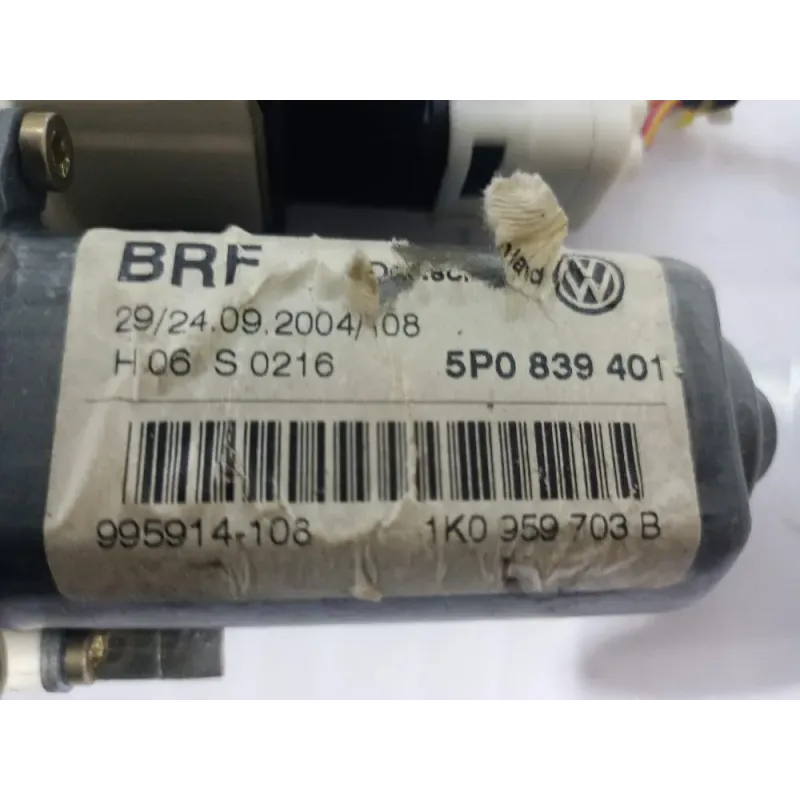 BRF
29/24.09.2004/108
H 06 S 0216 5P0 839 401
995914-108 1K0 959 703 B